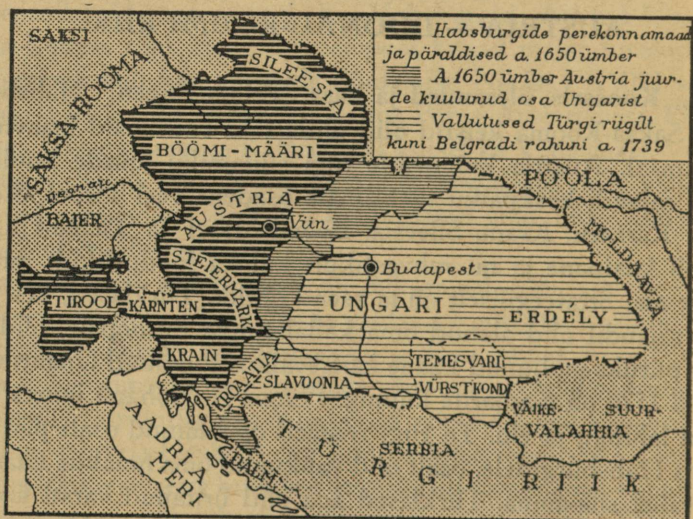 Habsburgide perekonnamaad
ja päraldised a. 1650 ümber
A. 1650 ümber Austria juur-
de kuulunud osa Ungarist
Vallutused Türgi riigilt
kuni Belgradi rahuni a. 1739
SAKSI
SAKSA-ROOMA
SILEESIA
BÖÖMI-MÄÄRI
POOLA
Doonau
BAIER
AUSTRIA
Viin
MOLDAAVIA
STEIERMARK
Budapest
TIROOL
KÄRNTEN
UNGARI
ERDÉLY
KRAIN
KROAATIA
SLAVOONIA
TEMESVÁRI
VÜRSTKOND
VÄIKE-
SUUR-
VALAHHIA
AADRIA
MERI
DALM.
SERBIA
TÜRGI RIIK